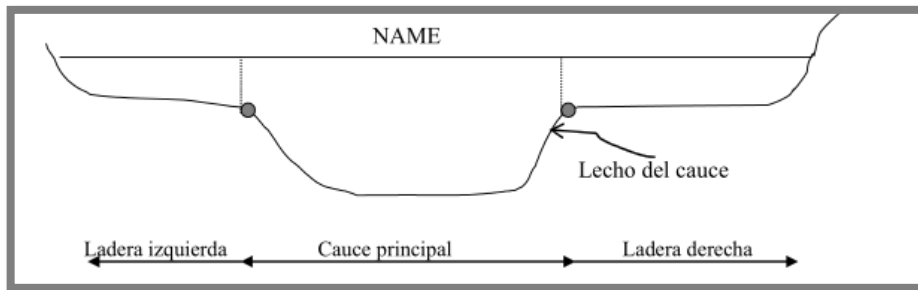 NAME
Lecho del cauce
Ladera izquierda
Cauce principal
Ladera derecha